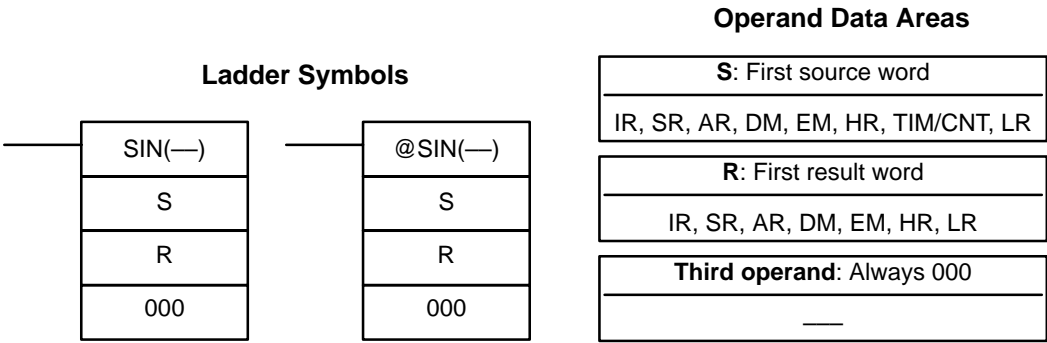 Ladder Symbols
SIN(—)
S
R
000
@SIN(—)
S
R
000
Operand Data Areas
S: First source word
IR, SR, AR, DM, EM, HR, TIM/CNT, LR
R: First result word
IR, SR, AR, DM, EM, HR, LR
Third operand: Always 000
—